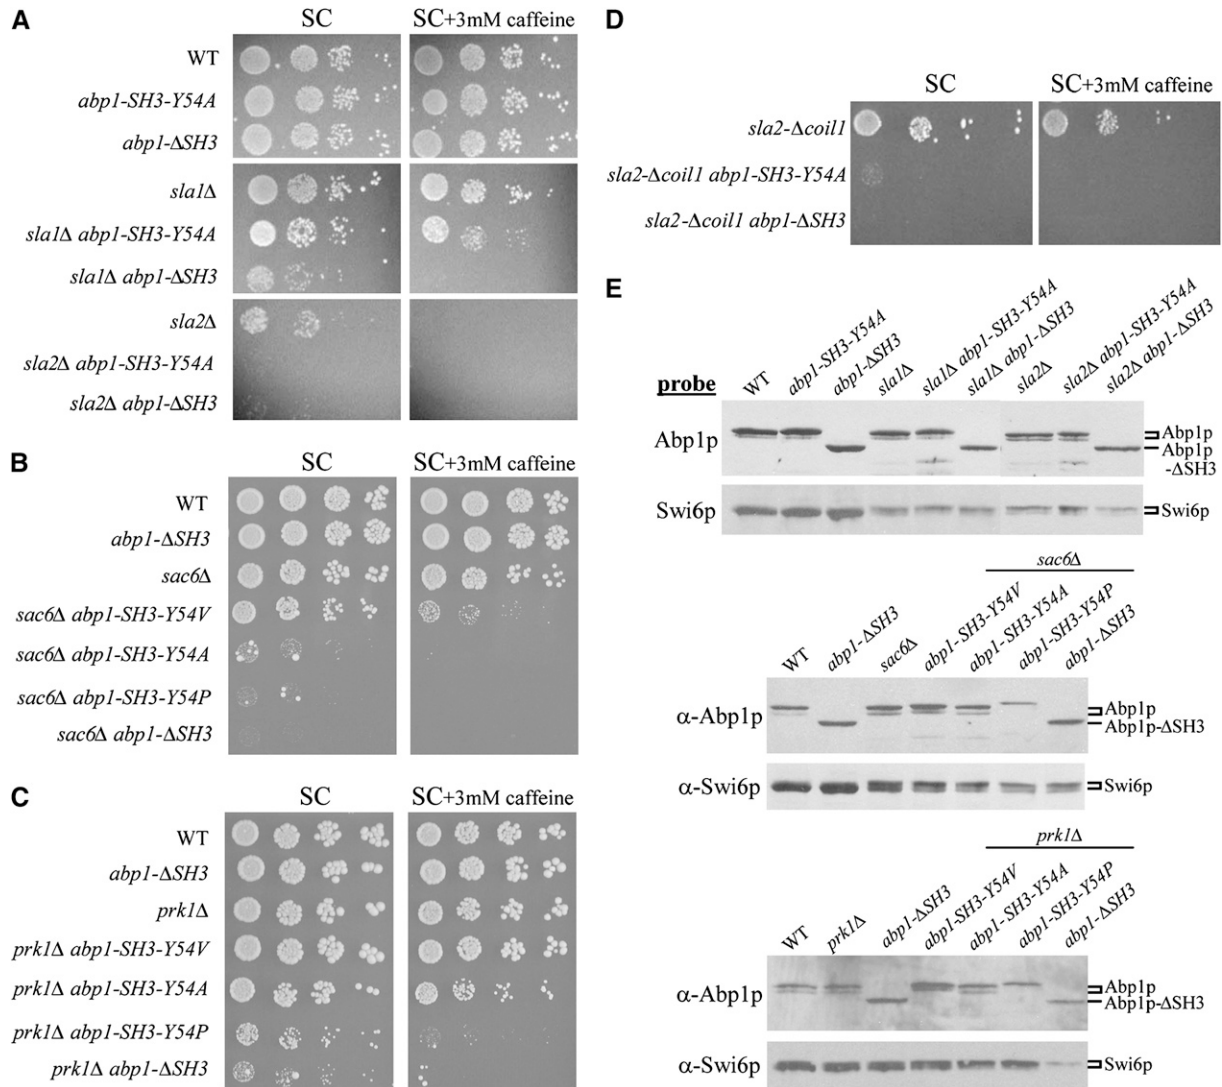 A
SC
SC+3mM caffeine
WT
abp1-SH3-Y54A
abp1-ΔSH3
sla1Δ
sla1Δ abp1-SH3-Y54A
sla1Δ abp1-ΔSH3
sla2Δ
sla2Δ abp1-SH3-Y54A
sla2Δ abp1-ΔSH3
B
SC
SC+3mM caffeine
WT
abp1-ΔSH3
sac6Δ
sac6Δ abp1-SH3-Y54V
sac6Δ abp1-SH3-Y54A
sac6Δ abp1-SH3-Y54P
sac6Δ abp1-ΔSH3
C
SC
SC+3mM caffeine
WT
abp1-ΔSH3
prk1Δ
prk1Δ abp1-SH3-Y54V
prk1Δ abp1-SH3-Y54A
prk1Δ abp1-SH3-Y54P
prk1Δ abp1-ΔSH3
D
SC
SC+3mM caffeine
sla2-Δcoil1
sla2-Δcoil1 abp1-SH3-Y54A
sla2-Δcoil1 abp1-ΔSH3
E
probe
WT
abp1-SH3-Y54A
abp1-ΔSH3
sla1Δ
sla1Δ abp1-SH3-Y54A
sla1Δ abp1-ΔSH3
sla2Δ
sla2Δ abp1-SH3-Y54A
sla2Δ abp1-ΔSH3
Abp1p
Abp1p
Abp1p
-ΔSH3
Swi6p
Swi6p
sac6Δ
WT
abp1-ΔSH3
sac6Δ
abp1-SH3-Y54V
abp1-SH3-Y54A
abp1-SH3-Y54P
abp1-ΔSH3
α-Abp1p
Abp1p
Abp1p-ΔSH3
α-Swi6p
Swi6p
prk1Δ
WT
prk1Δ
abp1-ΔSH3
abp1-SH3-Y54V
abp1-SH3-Y54A
abp1-SH3-Y54P
abp1-ΔSH3
α-Abp1p
Abp1p
Abp1p-ΔSH3
α-Swi6p
Swi6p